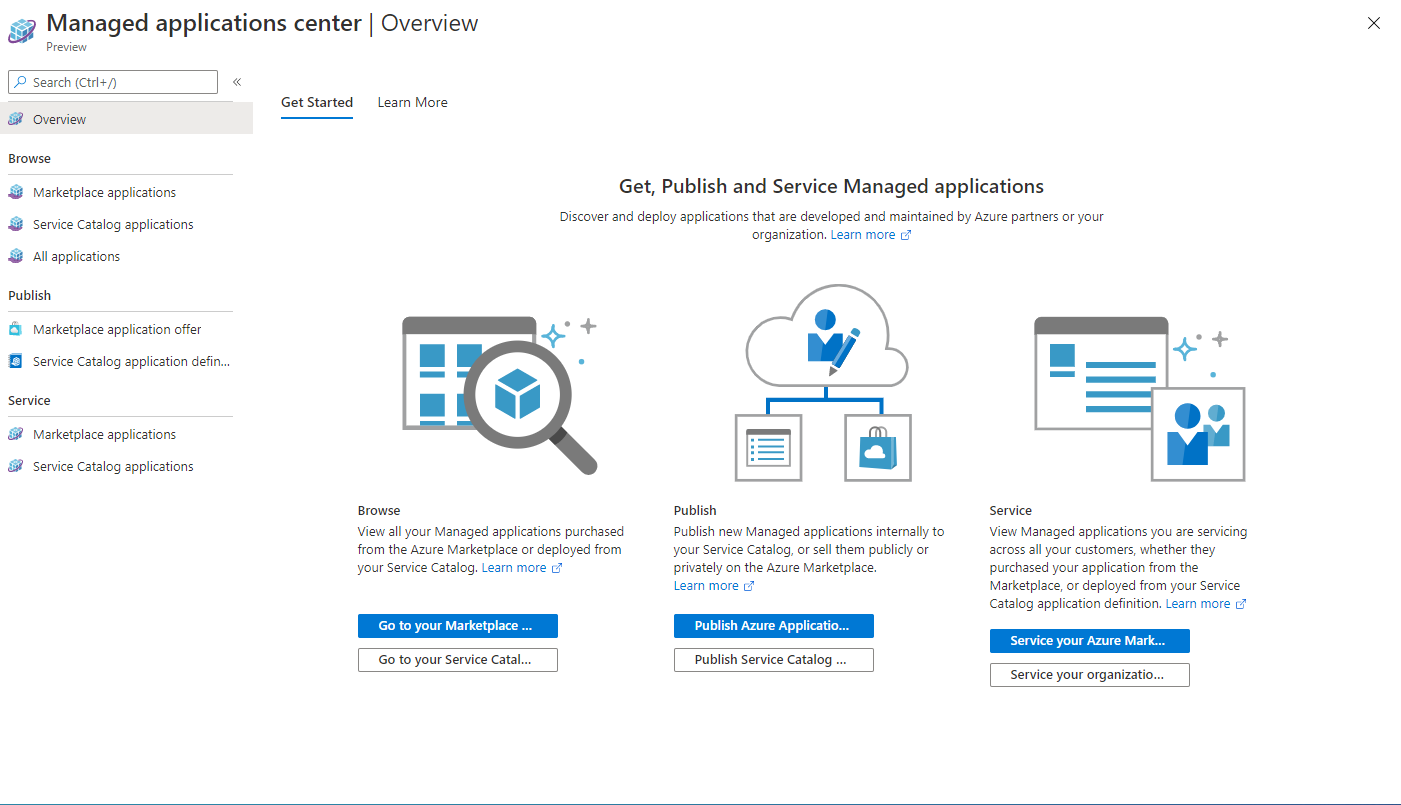 Managed applications center | Overview
Preview
Search (Ctrl+/)
Overview
Browse
Marketplace applications
Service Catalog applications
All applications
Publish
Marketplace application offer
Service Catalog application defin...
Service
Marketplace applications
Service Catalog applications
Get Started
Learn More
Get, Publish and Service Managed applications
Discover and deploy applications that are developed and maintained by Azure partners or your
organization. Learn more
Browse
View all your Managed applications purchased
from the Azure Marketplace or deployed from
your Service Catalog. Learn more
Go to your Marketplace ...
Go to your Service Catal...
Publish
Publish new Managed applications internally to
your Service Catalog, or sell them publicly or
privately on the Azure Marketplace.
Learn more
Publish Azure Applicatio...
Publish Service Catalog ...
Service
View Managed applications you are servicing
across all your customers, whether they
purchased your application from the
Marketplace, or deployed from your Service
Catalog application definition. Learn more
Service your Azure Mark...
Service your organizatio...